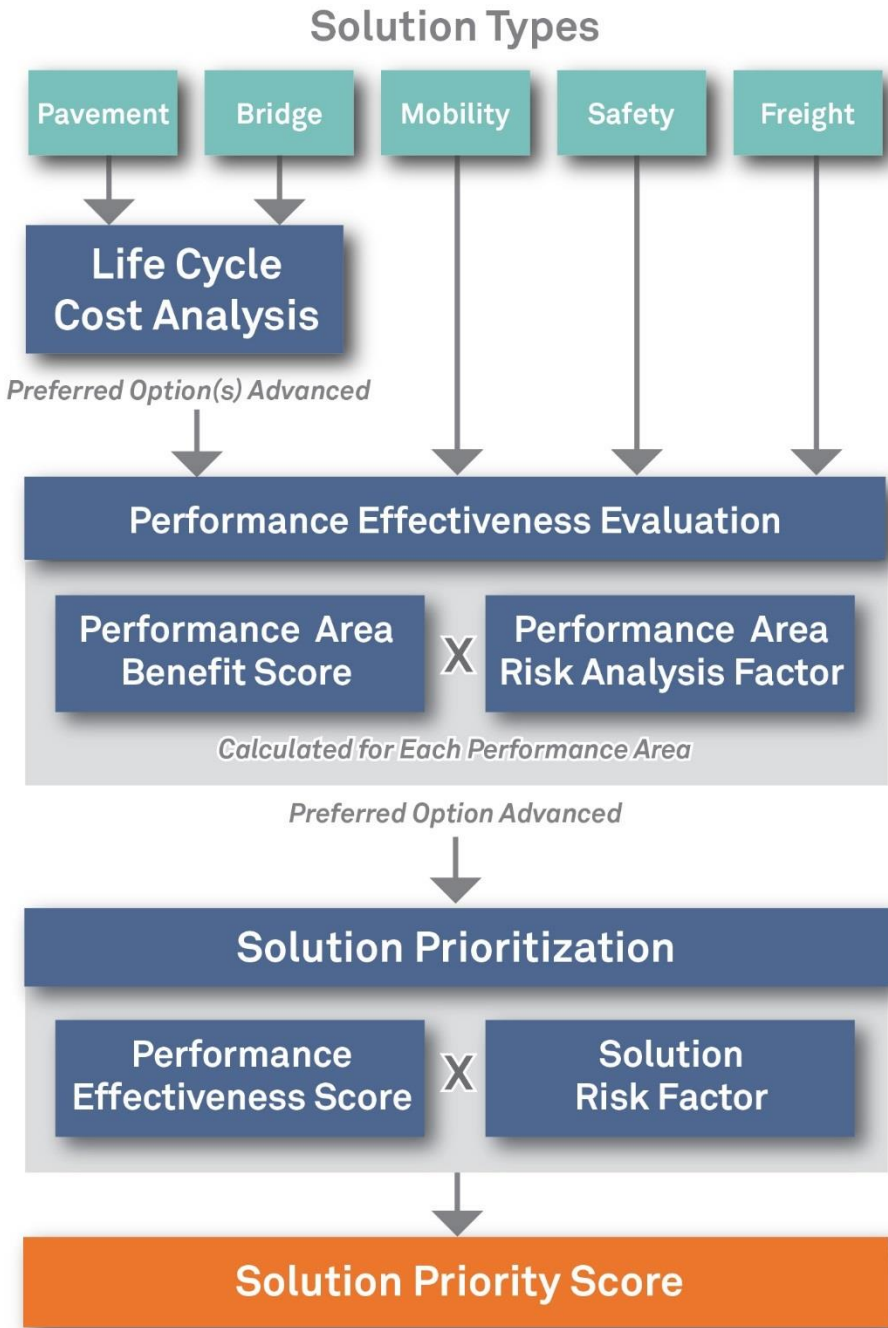 Solution Types
Pavement
Bridge
Mobility
Safety
Freight
Life Cycle
Cost Analysis
Preferred Option(s) Advanced
Performance Effectiveness Evaluation
Performance Area
Benefit Score
X
Performance Area
Risk Analysis Factor
Calculated for Each Performance Area
Preferred Option Advanced
Solution Prioritization
Performance
Effectiveness Score
X
Solution
Risk Factor
Solution Priority Score